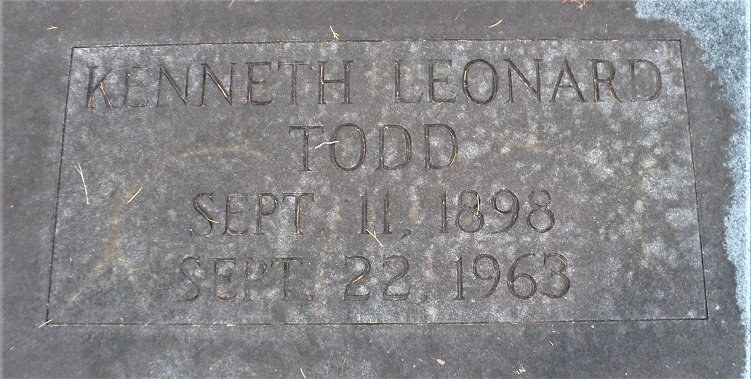 KENNETH LEONARD
TODD
SEPT. 11, 1898
SEPT. 22, 1963